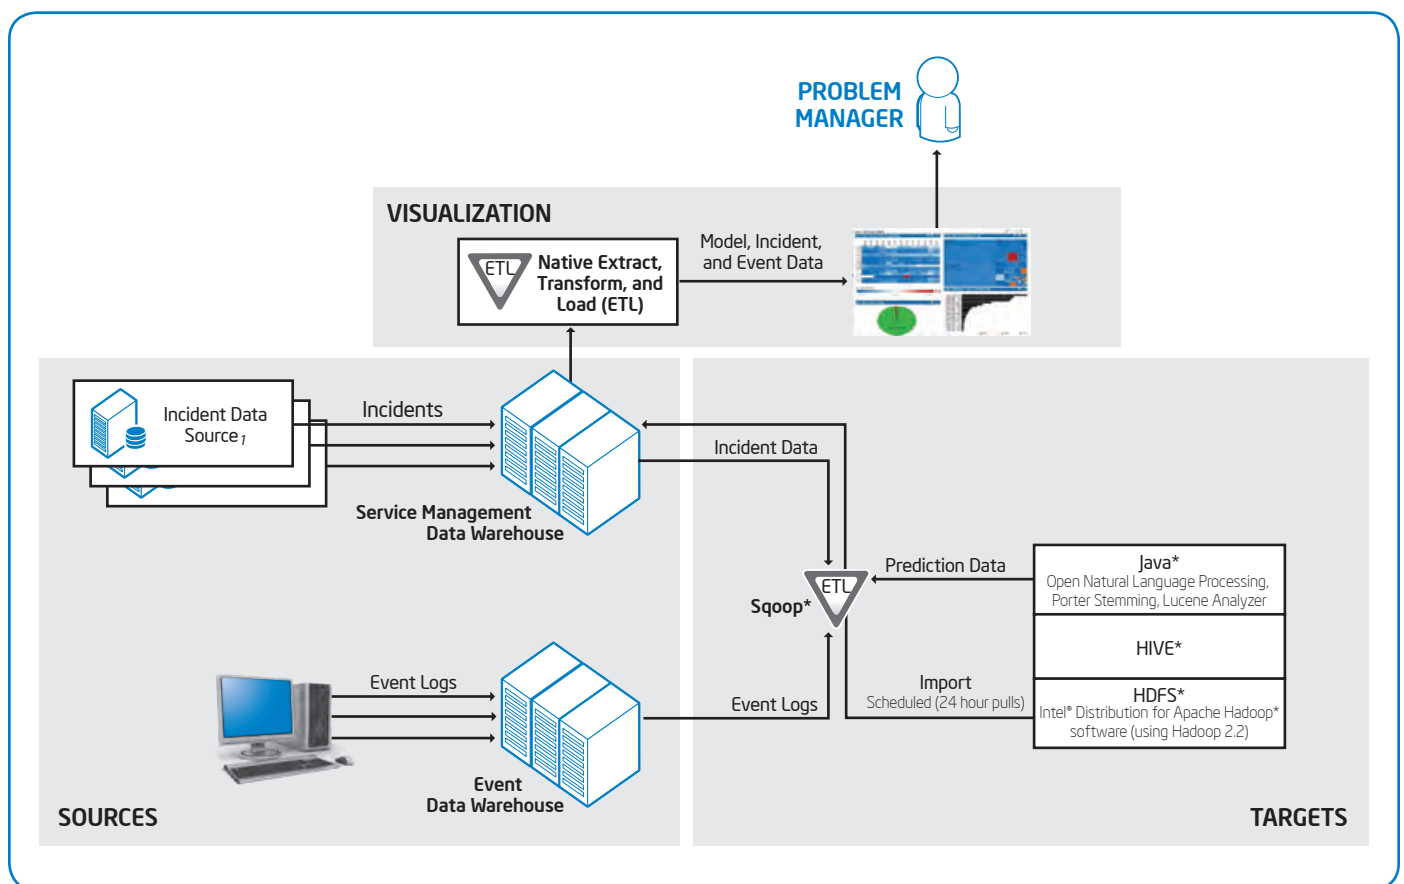 PROBLEM
MANAGER
VISUALIZATION
ETL
Native Extract,
Transform, and
Load (ETL)
Model, Incident,
and Event Data
Incident Data
Source1
Incidents
Service Management
Data Warehouse
Incident Data
Prediction Data
ETL
Sqoop*
Java*
Open Natural Language Processing,
Porter Stemming, Lucene Analyzer
HIVE*
HDFS*
Intel® Distribution for Apache Hadoop*
software (using Hadoop 2.2)
Import
Scheduled (24 hour pulls)
Event Logs
Event Logs
Event
Data Warehouse
SOURCES
TARGETS